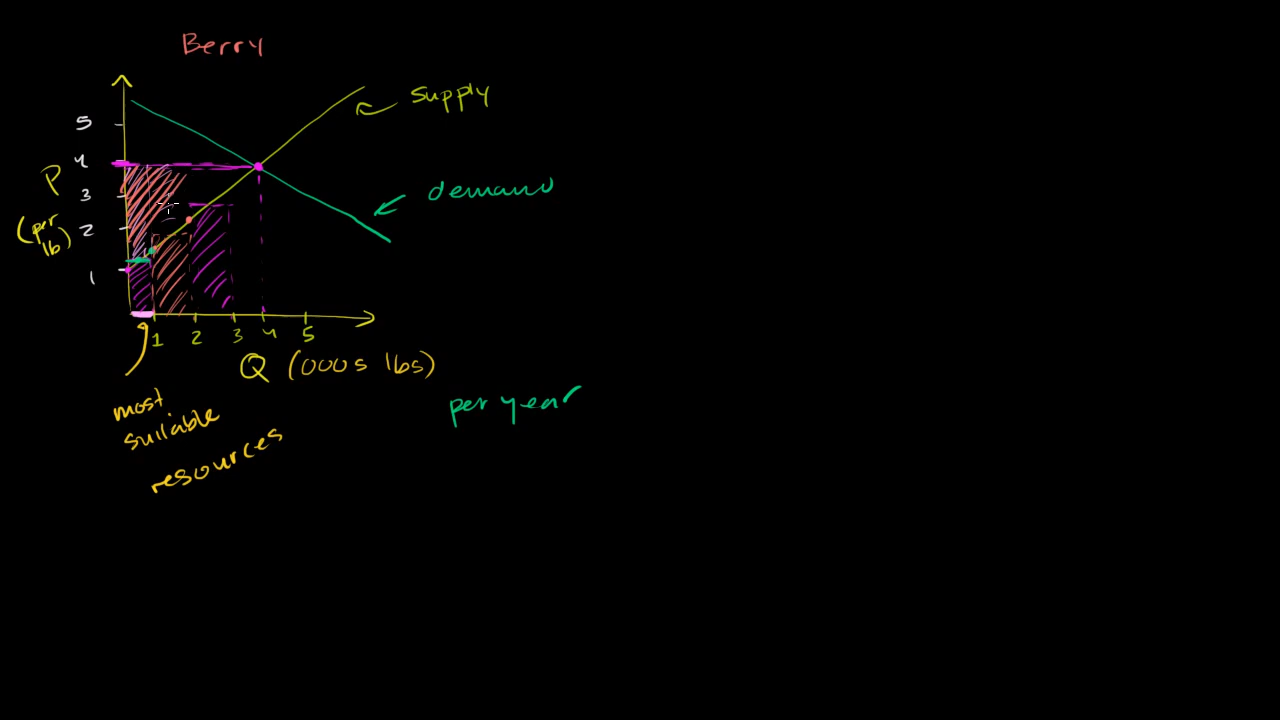 Berry
supply
5
4
P
3
demand
(per
lb)
2
1
1 2 3 4 5
Q (000s lbs)
per year
most
suitable
resources